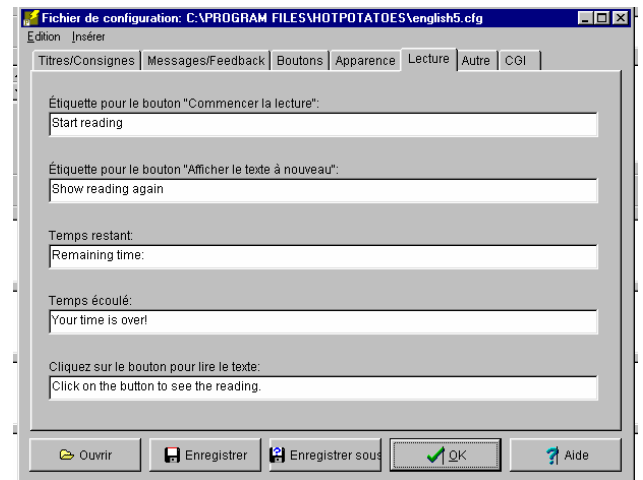 Fichier de configuration: C:\PROGRAM FILES\HOTPOTATOES\english5.cfg
Edition Insérer
Titres/Consignes Messages/Feedback Boutons Apparence Lecture Autre CGI
Étiquette pour le bouton "Commencer la lecture":
Start reading
Étiquette pour le bouton "Afficher le texte à nouveau":
Show reading again
Temps restant:
Remaining time:
Temps écoulé:
Your time is over!
Cliquez sur le bouton pour lire le texte:
Click on the button to see the reading.
Ouvrir Enregistrer Enregistrer sous OK Aide